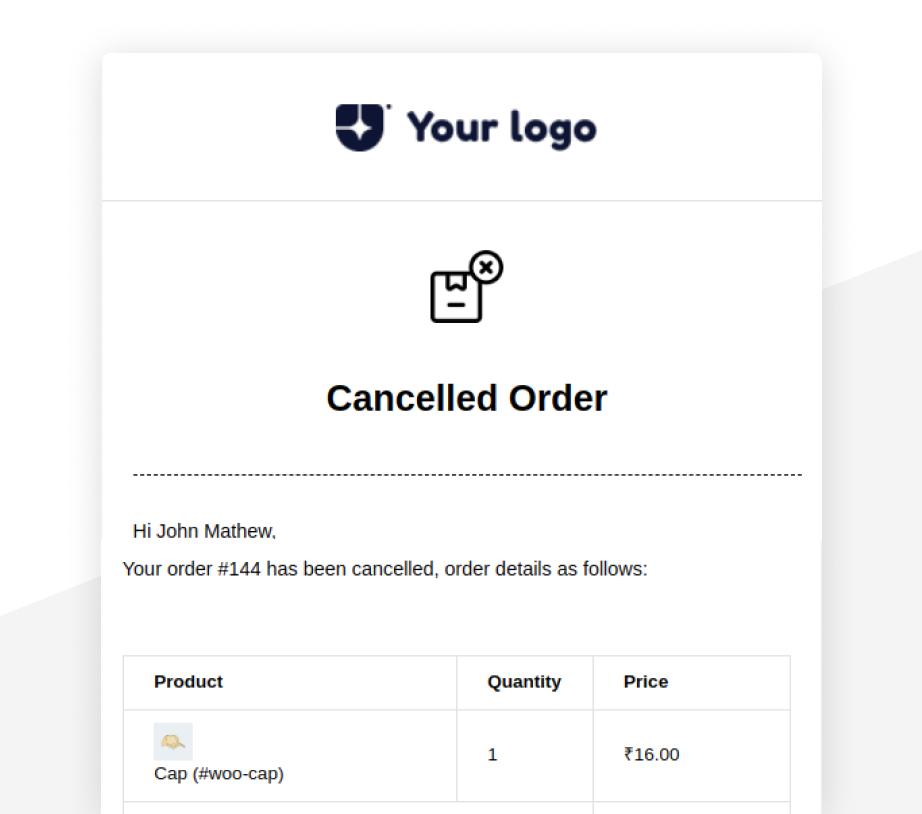 Your logo
Cancelled Order
Hi John Mathew,
Your order #144 has been cancelled, order details as follows:
Product Quantity Price
Cap (#woo-cap) 1 ₹16.00